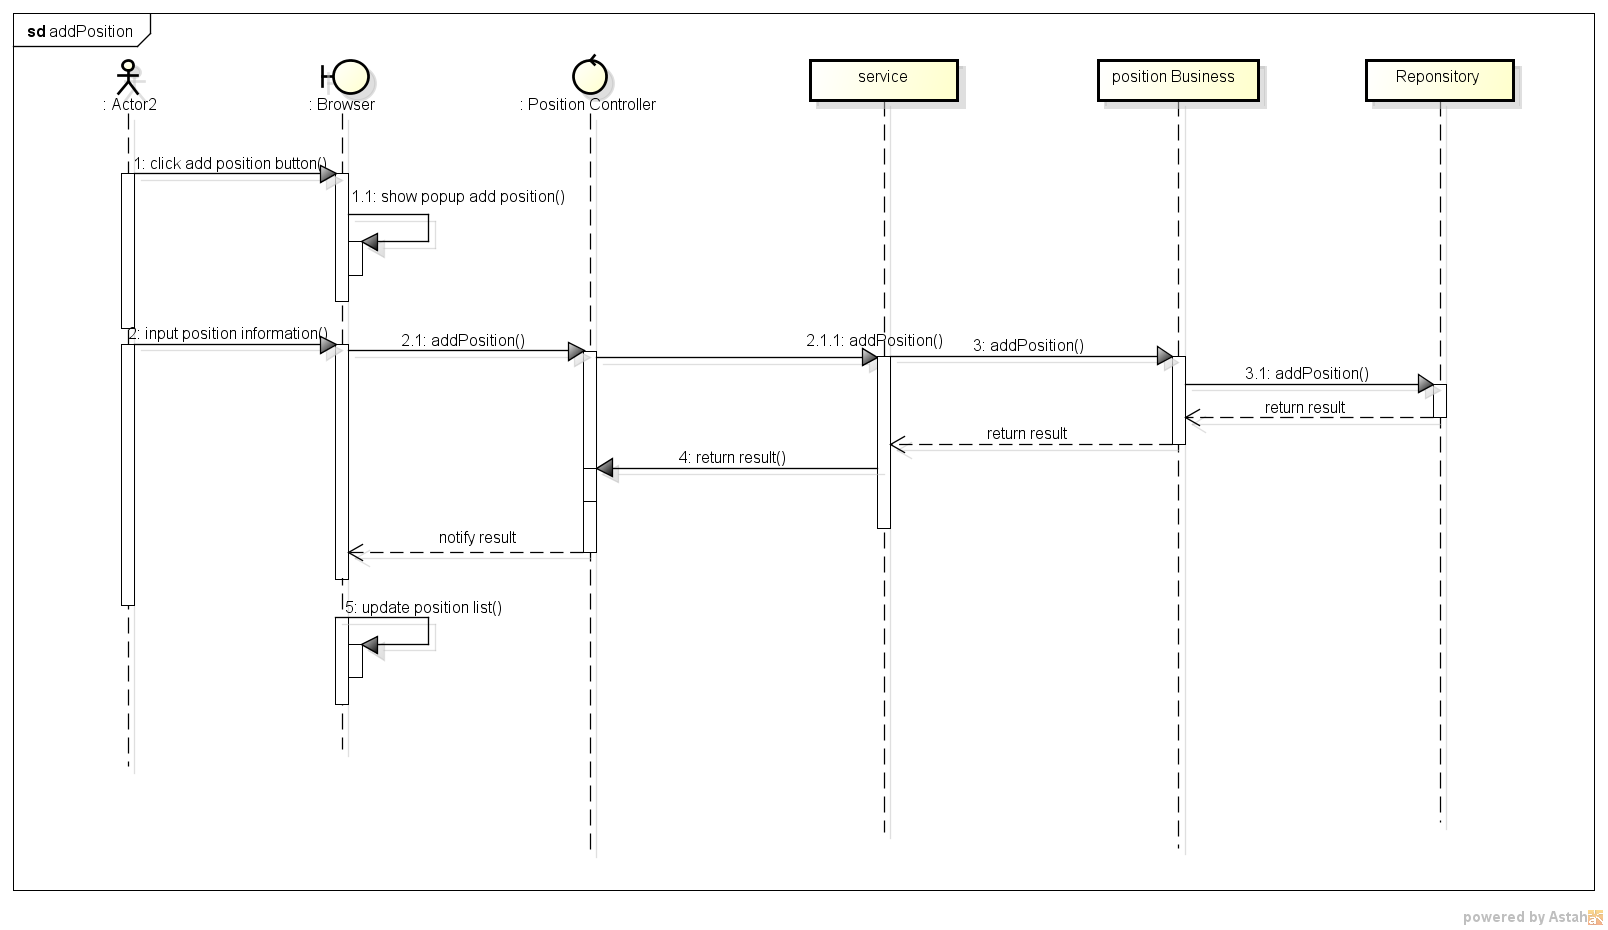 sd addPosition
: Actor2
: Browser
: Position Controller
service
position Business
Reponsitory
1: click add position button()
1.1: show popup add position()
2: input position information()
2.1: addPosition()
2.1.1: addPosition()
3: addPosition()
3.1: addPosition()
return result
return result
4: return result()
notify result
5: update position list()
powered by Astah